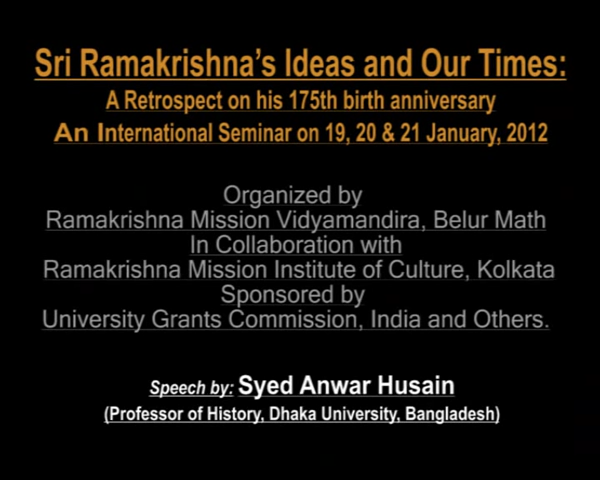 Sri Ramakrishna's Ideas and Our Times:
A Retrospect on his 175th birth anniversary
An International Seminar on 19, 20 & 21 January, 2012
Organized by
Ramakrishna Mission Vidyamandira, Belur Math
In Collaboration with
Ramakrishna Mission Institute of Culture, Kolkata
Sponsored by
University Grants Commission, India and Others.
Speech by: Syed Anwar Husain
(Professor of History, Dhaka University, Bangladesh)